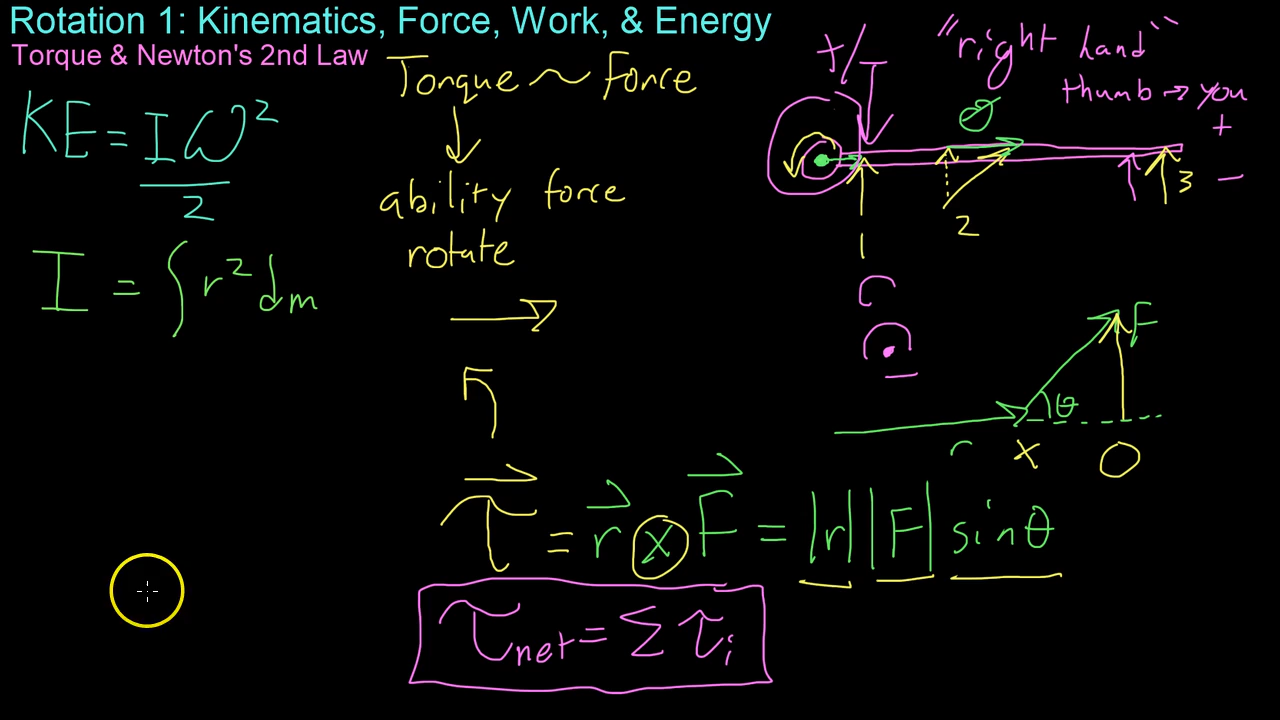 Rotation 1: Kinematics, Force, Work, & Energy
Torque & Newton's 2nd Law
KE = Iω²/2
I = ∫ r² dm
Torque ~ Force
ability force
rotate
+/-
"right hand"
thumb → you
+
-
θ
1
2
3
F
θ
r x O
τ⃗ = r⃗ × F⃗ = |r| |F| sinθ
τnet = Σ τi